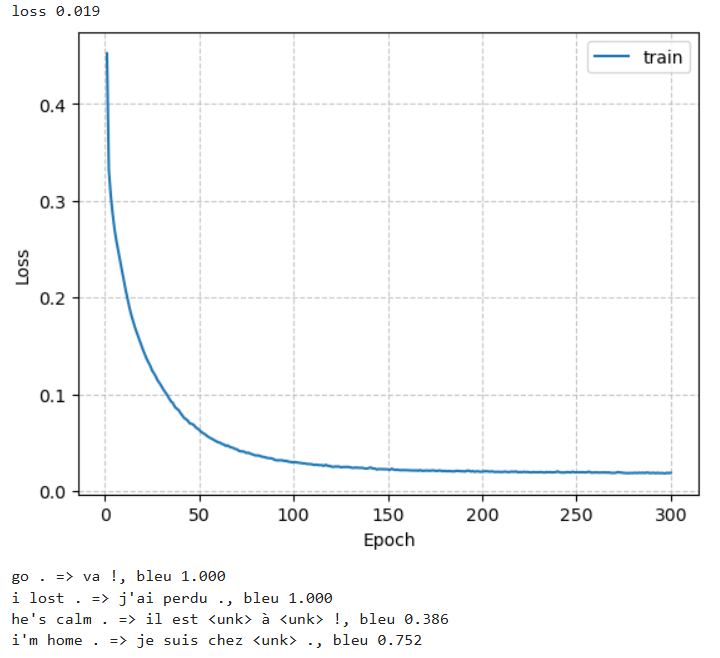 loss 0.019
train
0.4
0.3
0.2
0.1
0.0
Loss
0 50 100 150 200 250 300
Epoch
go . => va !, bleu 1.000
i lost . => j'ai perdu ., bleu 1.000
he's calm . => il est <unk> à <unk> !, bleu 0.386
i'm home . => je suis chez <unk> ., bleu 0.752